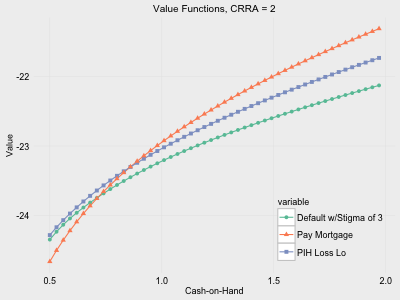 Value Functions, CRRA = 2
Value
-22
-23
-24
variable
Default w/Stigma of 3
Pay Mortgage
PIH Loss Lo
0.5
1.0
1.5
2.0
Cash-on-Hand